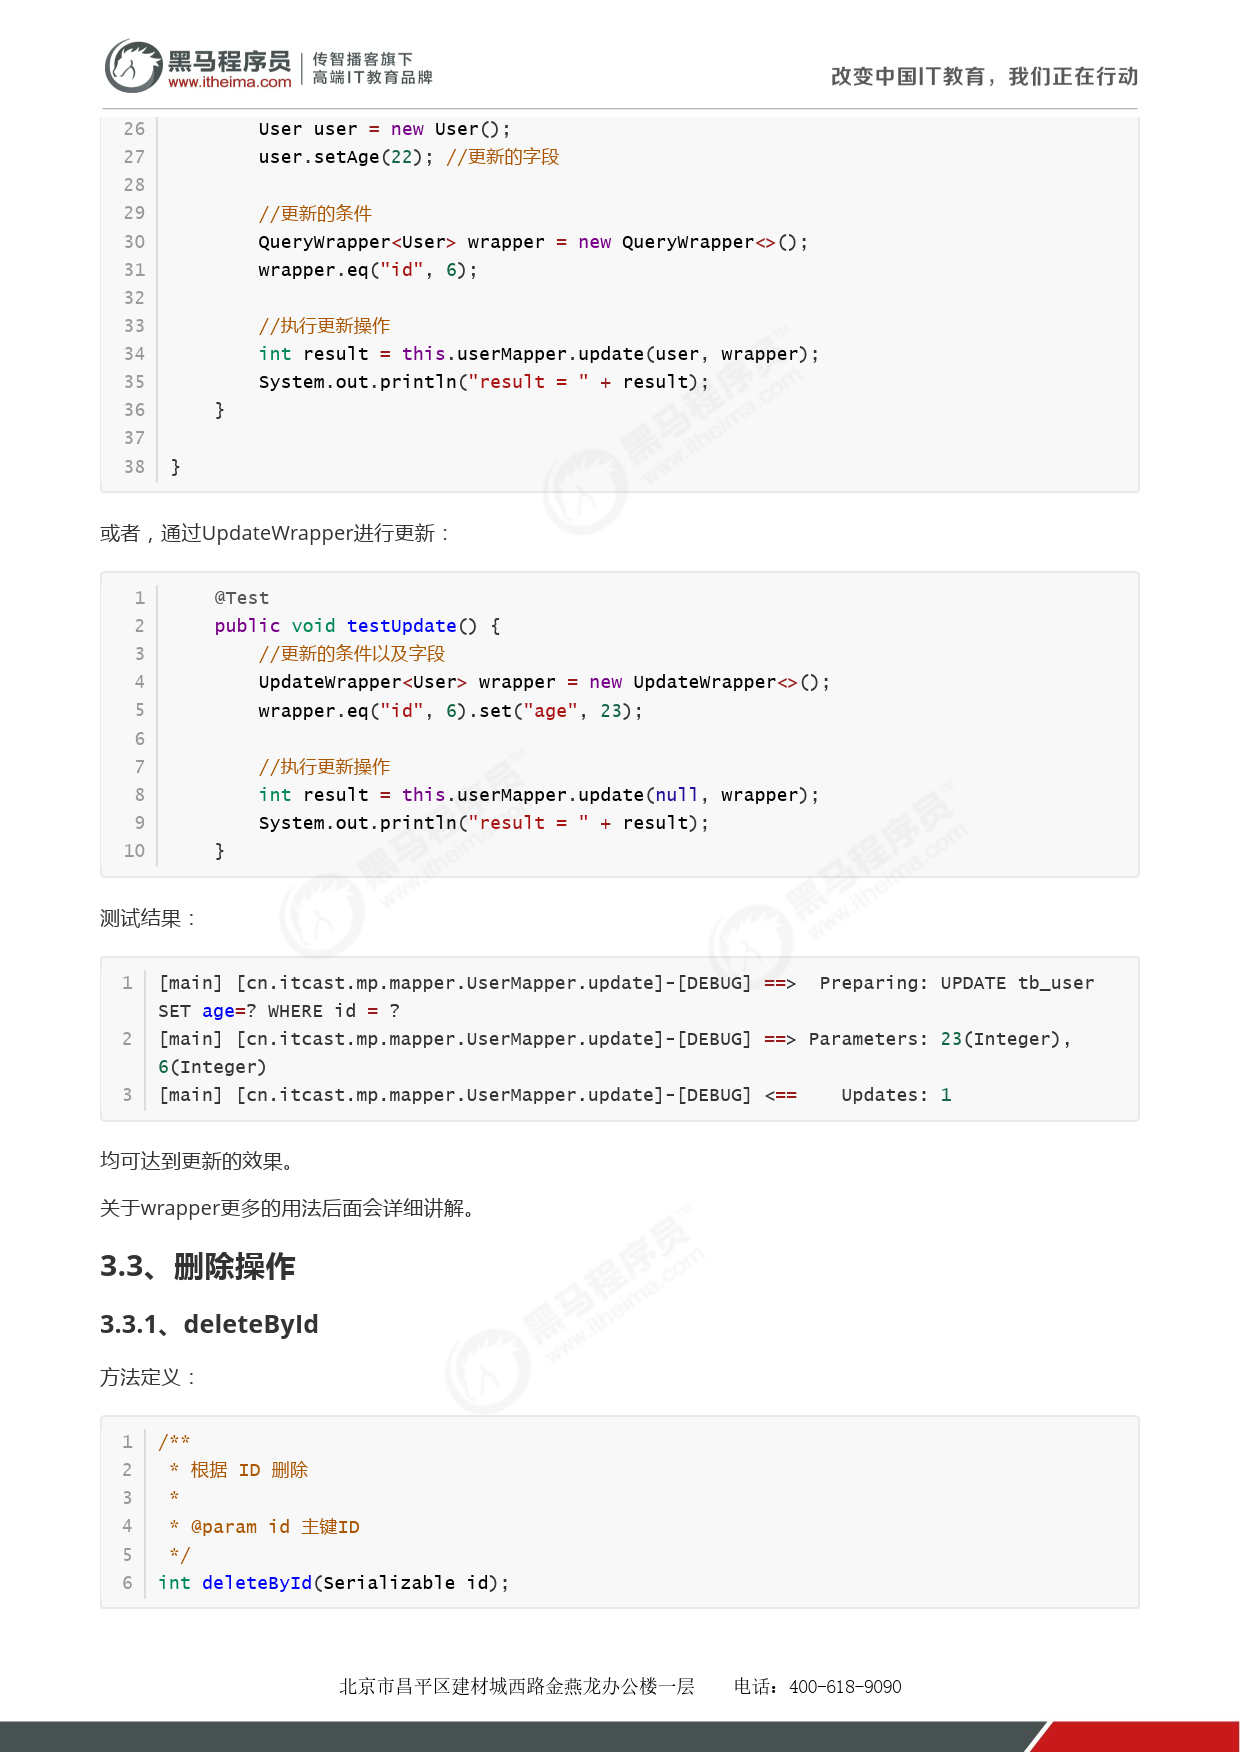 黑马程序员
www.itheima.com
传智播客旗下
高端IT教育品牌
改变中国IT教育，我们正在行动
26         User user = new User();
27         user.setAge(22); //更新的字段
28
29         //更新的条件
30         QueryWrapper<User> wrapper = new QueryWrapper<>();
31         wrapper.eq("id", 6);
32
33         //执行更新操作
34         int result = this.userMapper.update(user, wrapper);
35         System.out.println("result = " + result);
36     }
37
38 }
或者，通过UpdateWrapper进行更新：
1     @Test
2     public void testUpdate() {
3         //更新的条件以及字段
4         UpdateWrapper<User> wrapper = new UpdateWrapper<>();
5         wrapper.eq("id", 6).set("age", 23);
6
7         //执行更新操作
8         int result = this.userMapper.update(null, wrapper);
9         System.out.println("result = " + result);
10     }
测试结果：
1 [main] [cn.itcast.mp.mapper.UserMapper.update]-[DEBUG] ==>  Preparing: UPDATE tb_user
SET age=? WHERE id = ?
2 [main] [cn.itcast.mp.mapper.UserMapper.update]-[DEBUG] ==> Parameters: 23(Integer),
6(Integer)
3 [main] [cn.itcast.mp.mapper.UserMapper.update]-[DEBUG] <==    Updates: 1
均可达到更新的效果。
关于wrapper更多的用法后面会详细讲解。
3.3、删除操作
3.3.1、deleteById
方法定义：
1 /**
2  * 根据 ID 删除
3  *
4  * @param id 主键ID
5  */
6 int deleteById(Serializable id);
北京市昌平区建材城西路金燕龙办公楼一层    电话：400-618-9090